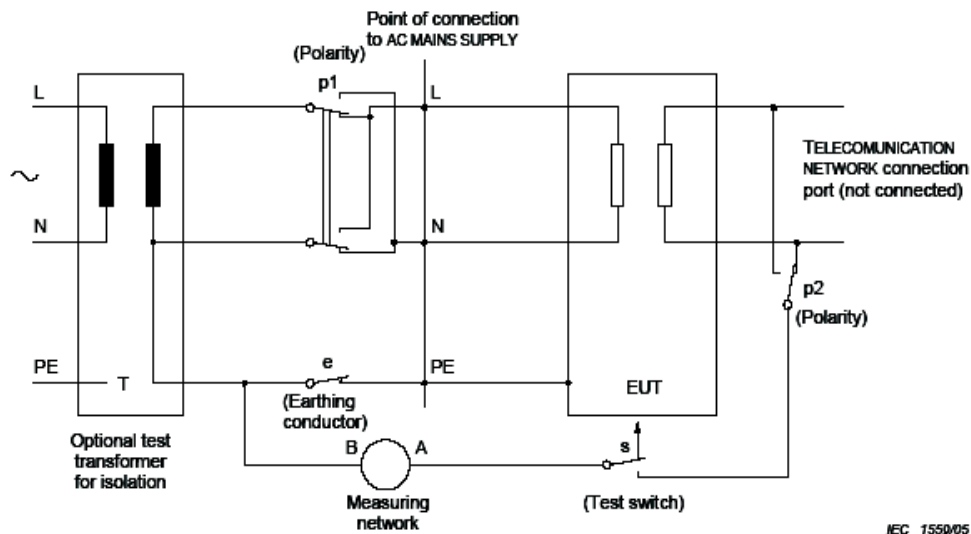 Point of connection
to AC MAINS SUPPLY
(Polarity)
p1
L
L
TELECOMUNICATION
NETWORK connection
port (not connected)
N
N
p2
(Polarity)
PE
T
e
PE
EUT
(Earthing
conductor)
Optional test
transformer
for isolation
B
A
s
Measuring
network
(Test switch)
IEC 1559/05